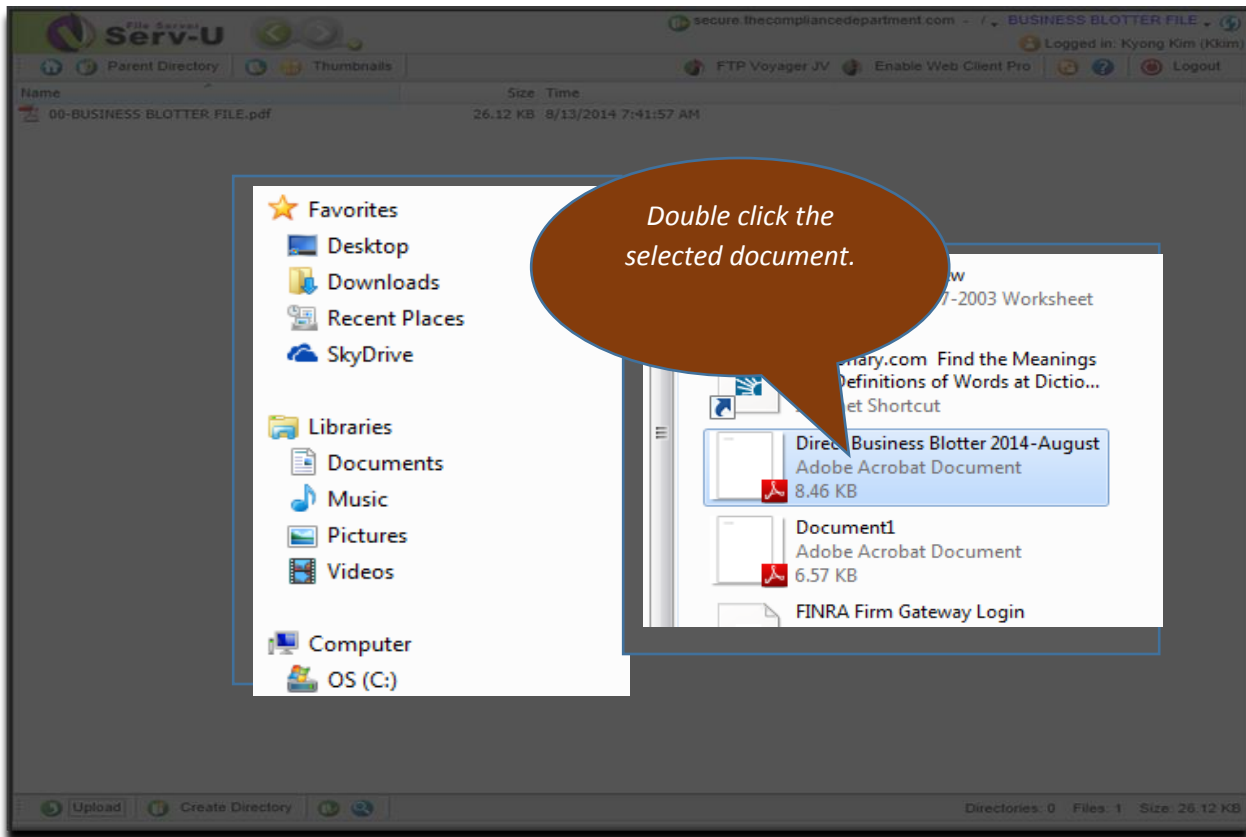 File Server
Serv-U
secure.thecompliancedepartment.com - / BUSINESS BLOTTER FILE
Logged in: Kyong Kim (Kkim)
Parent Directory Thumbnails FTP Voyager JV Enable Web Client Pro Logout
Name Size Time
00-BUSINESS BLOTTER FILE.pdf 26.12 KB 8/13/2014 7:41:57 AM
Favorites
Desktop
Downloads
Recent Places
SkyDrive
Libraries
Documents
Music
Pictures
Videos
Computer
OS (C:)
Double click the
selected document.
-2003 Worksheet
.com Find the Meanings
Definitions of Words at Dictio...
Shortcut
Direct Business Blotter 2014-August
Adobe Acrobat Document
8.46 KB
Document1
Adobe Acrobat Document
6.57 KB
FINRA Firm Gateway Login
Upload Create Directory Directories: 0 Files: 1 Size: 26.12 KB